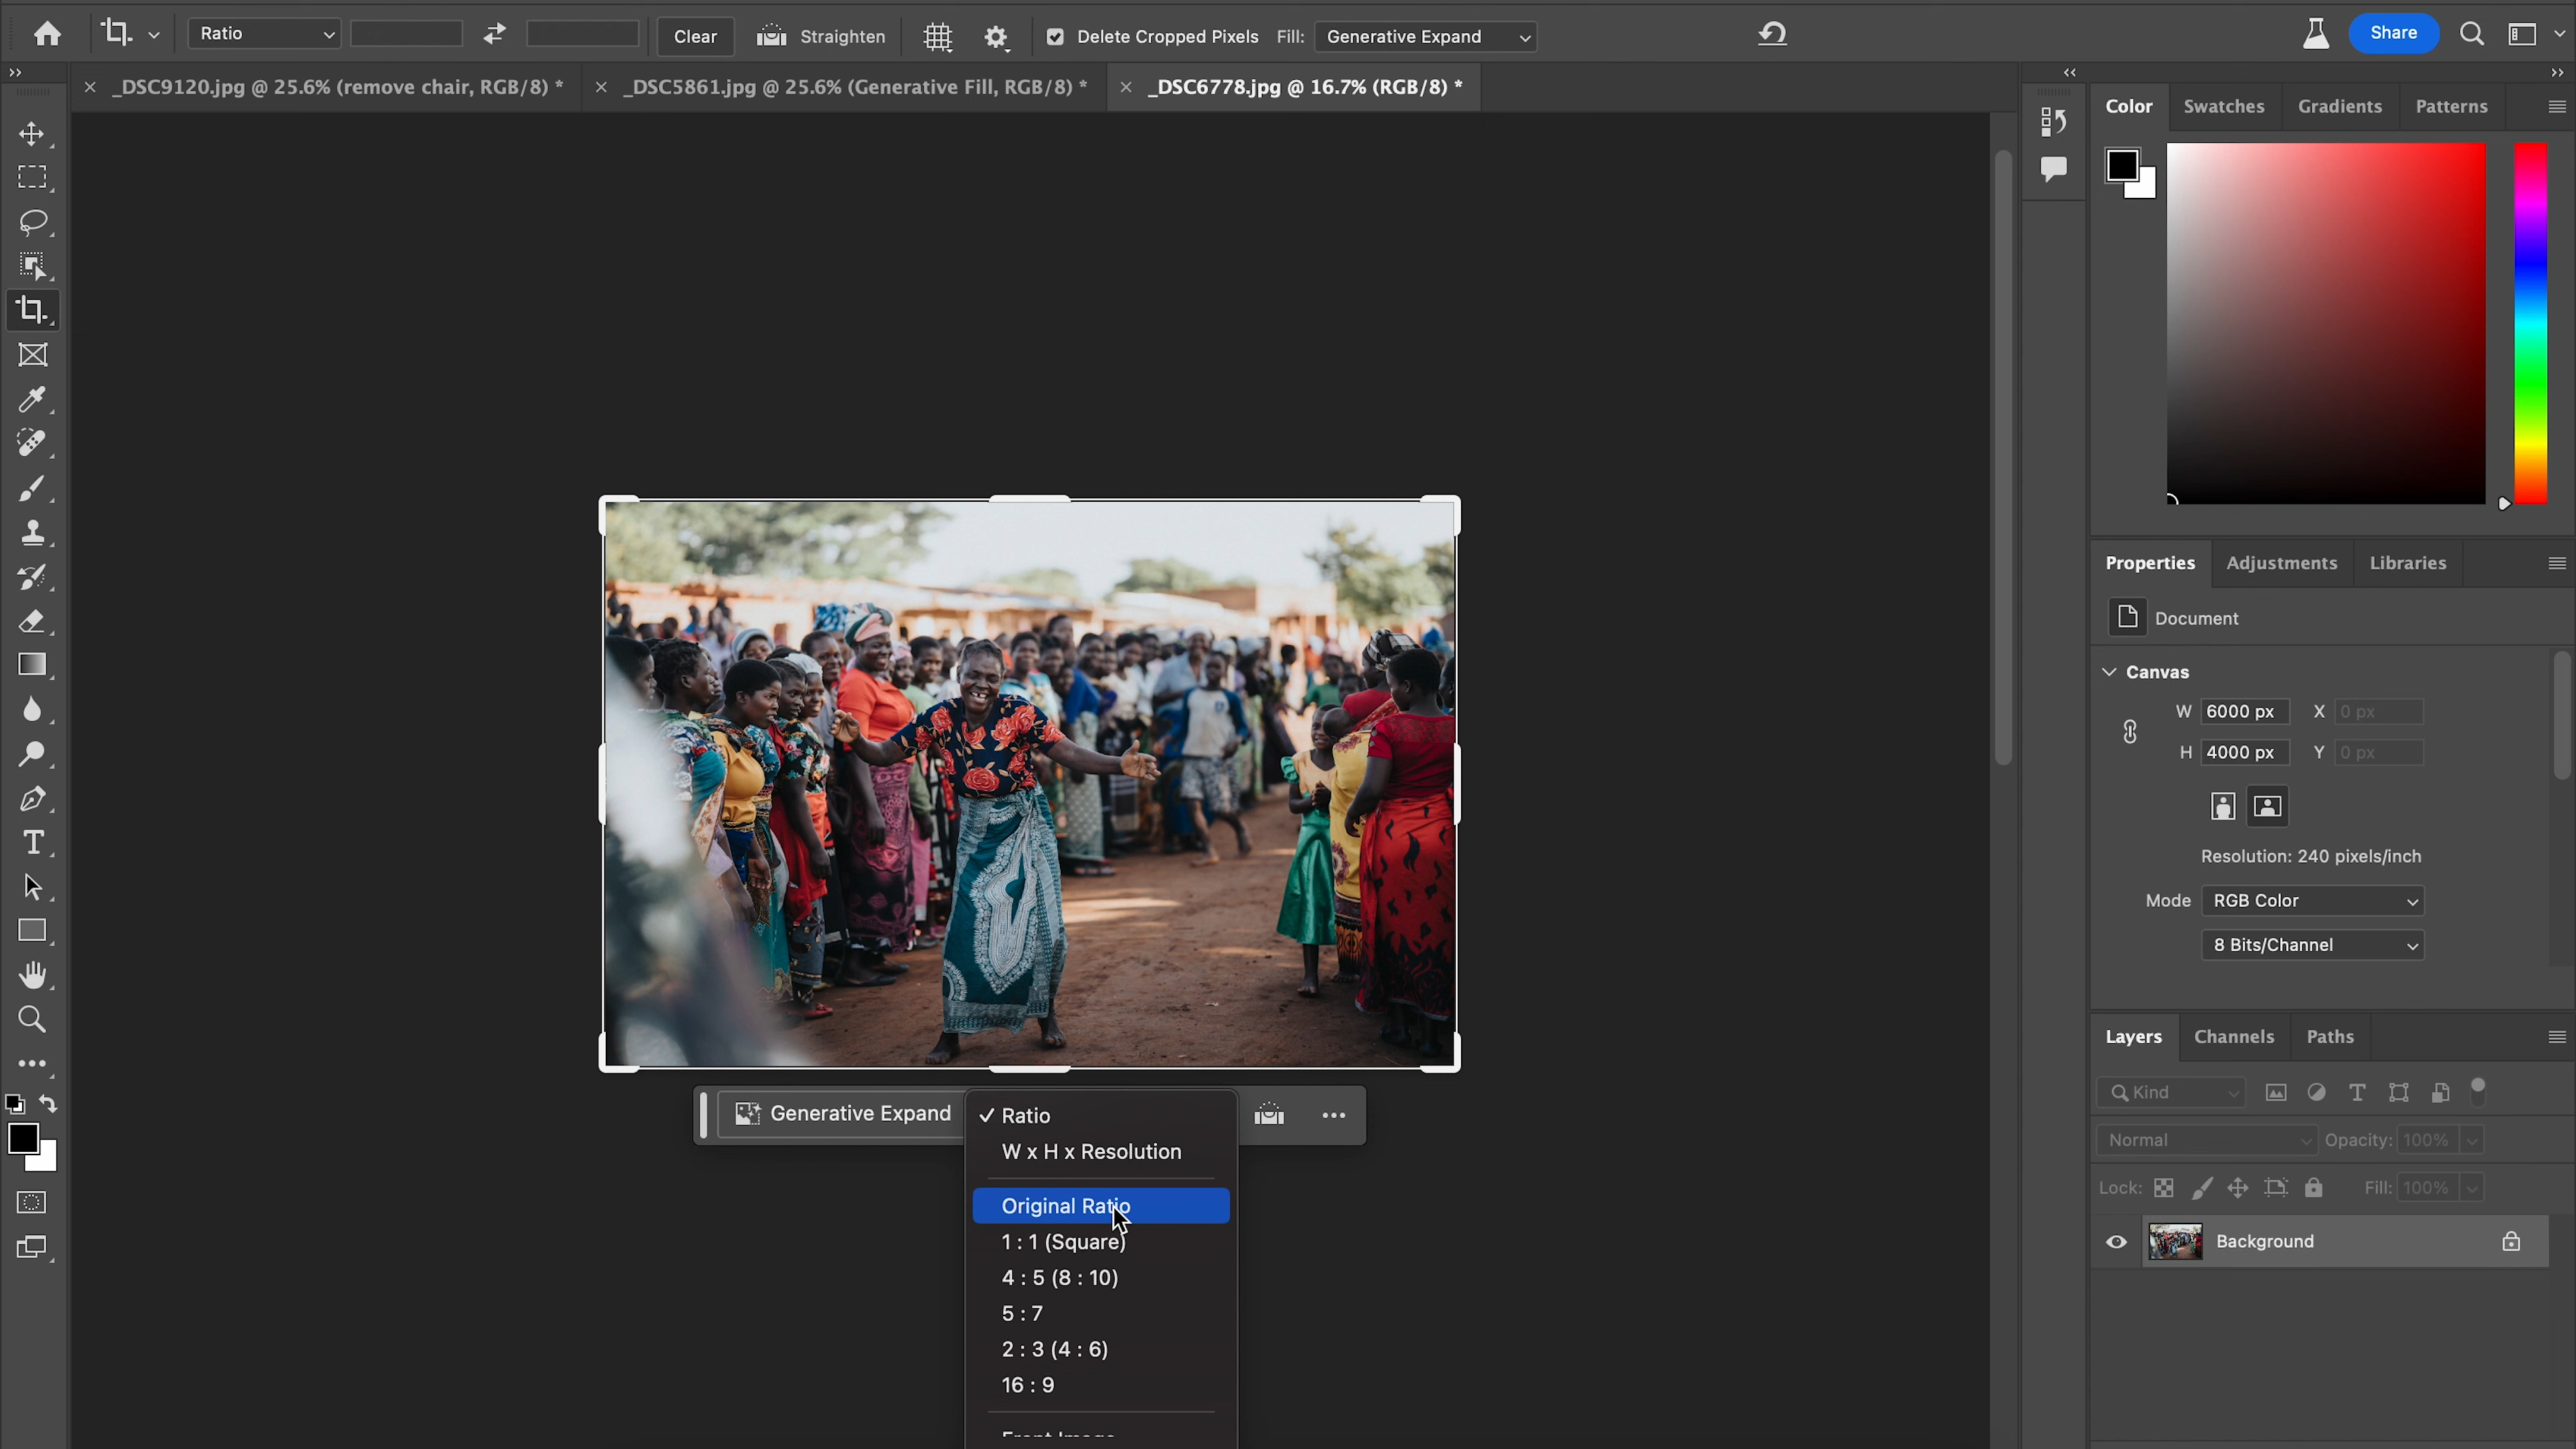 Ratio
Clear
Straighten
Delete Cropped Pixels
Fill: Generative Expand
Share
_DSC9120.jpg @ 25.6% (remove chair, RGB/8) *
_DSC5861.jpg @ 25.6% (Generative Fill, RGB/8) *
_DSC6778.jpg @ 16.7% (RGB/8) *
Color
Swatches
Gradients
Patterns
Properties
Adjustments
Libraries
Document
Canvas
W 6000 px X 0 px
H 4000 px Y 0 px
Resolution: 240 pixels/inch
Mode RGB Color
8 Bits/Channel
Layers
Channels
Paths
Kind
Normal
Opacity: 100%
Lock:
Fill: 100%
Background
Generative Expand
Ratio
W x H x Resolution
Original Ratio
1 : 1 (Square)
4 : 5 (8 : 10)
5 : 7
2 : 3 (4 : 6)
16 : 9
Front Image